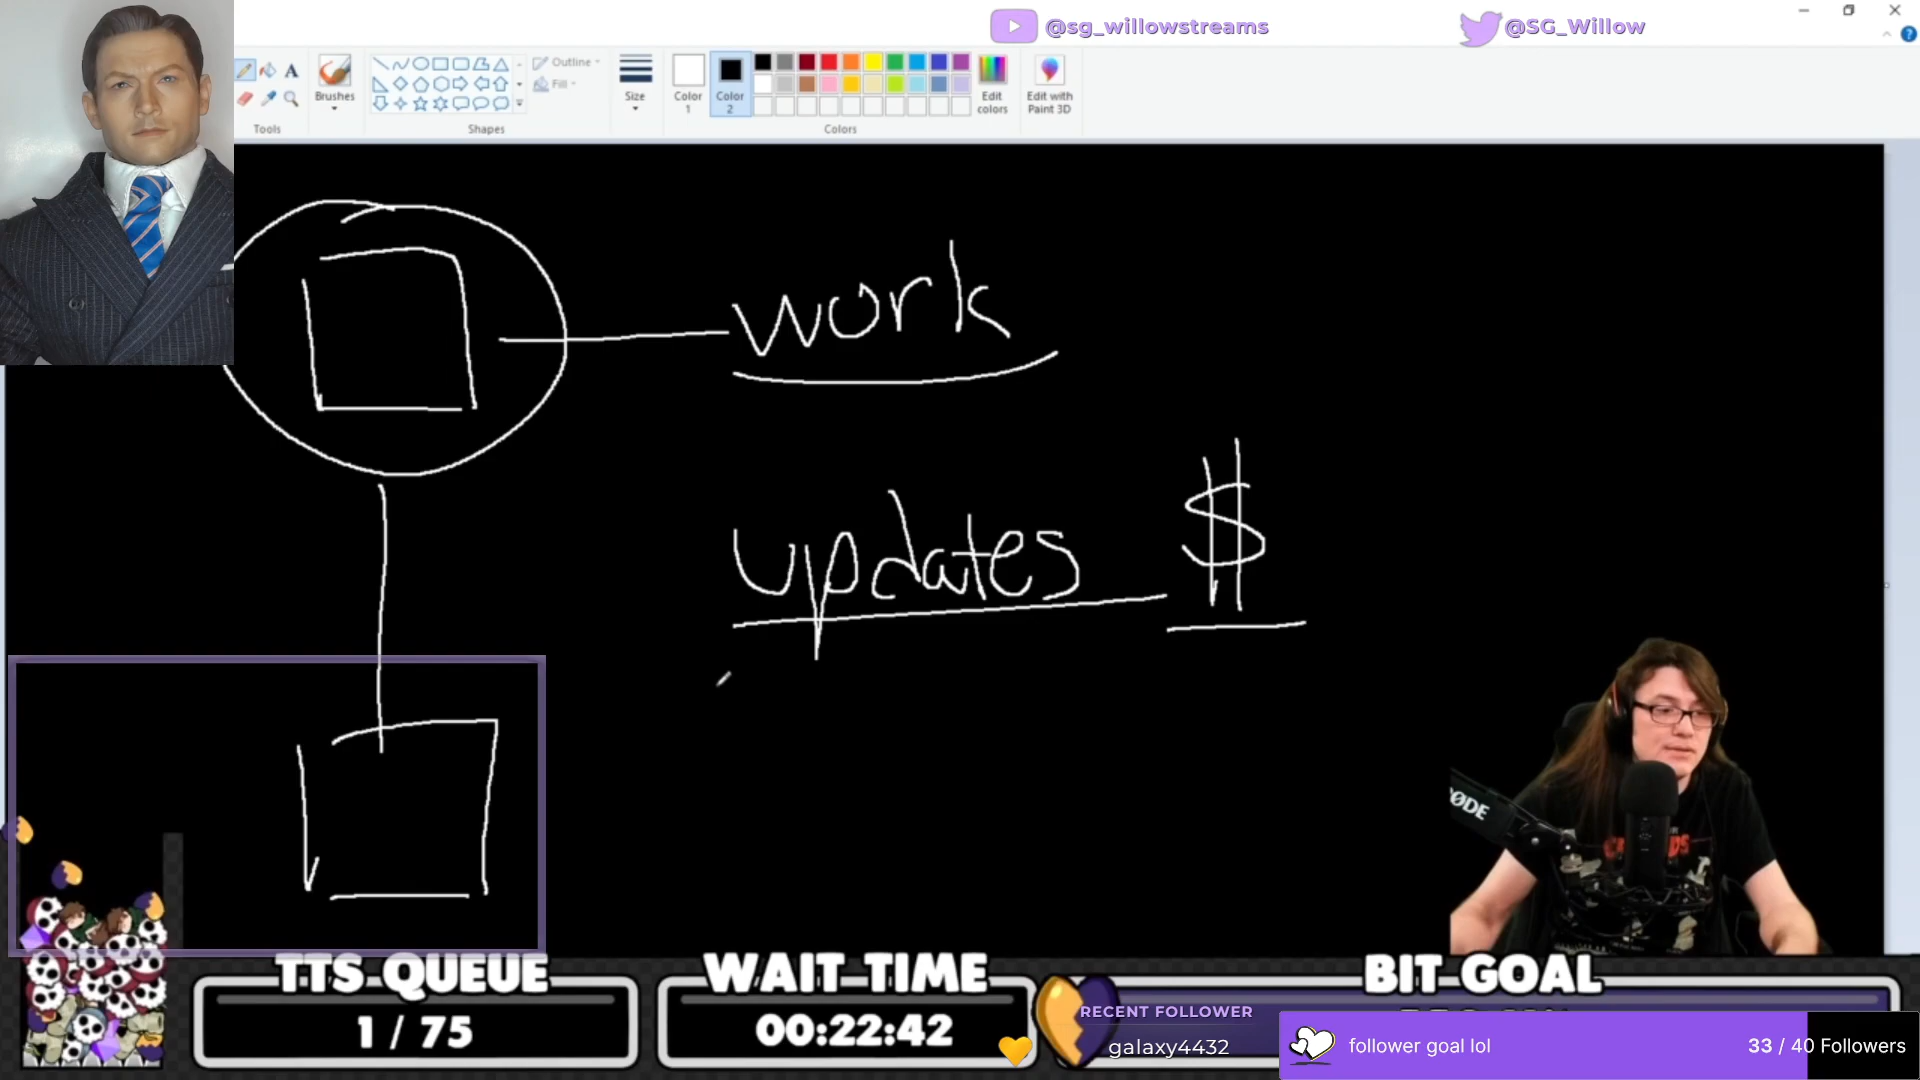 @sg_willowstreams @SG_Willow
Brushes
Outline
Fill
Size
Color 1
Color 2
Edit colors
Edit with Paint 3D
Tools
Shapes
Colors
work
updates $
RØDE
TTS QUEUE
1 / 75
WAIT TIME
00:22:42
BIT GOAL
RECENT FOLLOWER
galaxy4432
follower goal lol
33 / 40 Followers